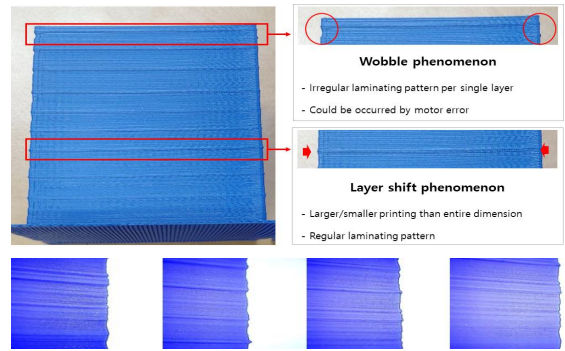 Wobble phenomenon
- Irregular laminating pattern per single layer
- Could be occurred by motor error
Layer shift phenomenon
- Larger/smaller printing than entire dimension
- Regular laminating pattern